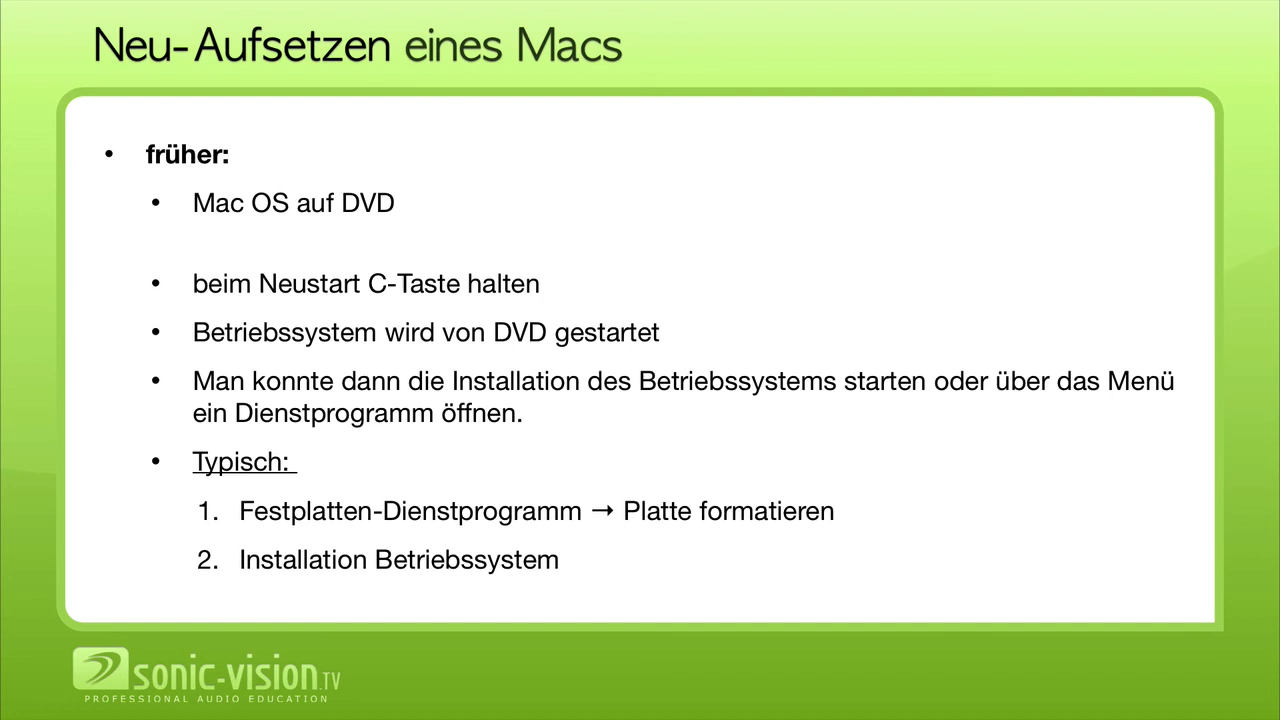 Neu-Aufsetzen eines Macs
• früher:
• Mac OS auf DVD
• beim Neustart C-Taste halten
• Betriebssystem wird von DVD gestartet
• Man konnte dann die Installation des Betriebssystems starten oder über das Menü
ein Dienstprogramm öffnen.
• Typisch:
1. Festplatten-Dienstprogramm → Platte formatieren
2. Installation Betriebssystem
sonic-vision.TV
PROFESSIONAL AUDIO EDUCATION